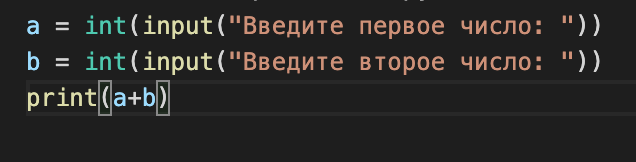 a = int(input("Введите первое число: "))
b = int(input("Введите второе число: "))
print(a+b)